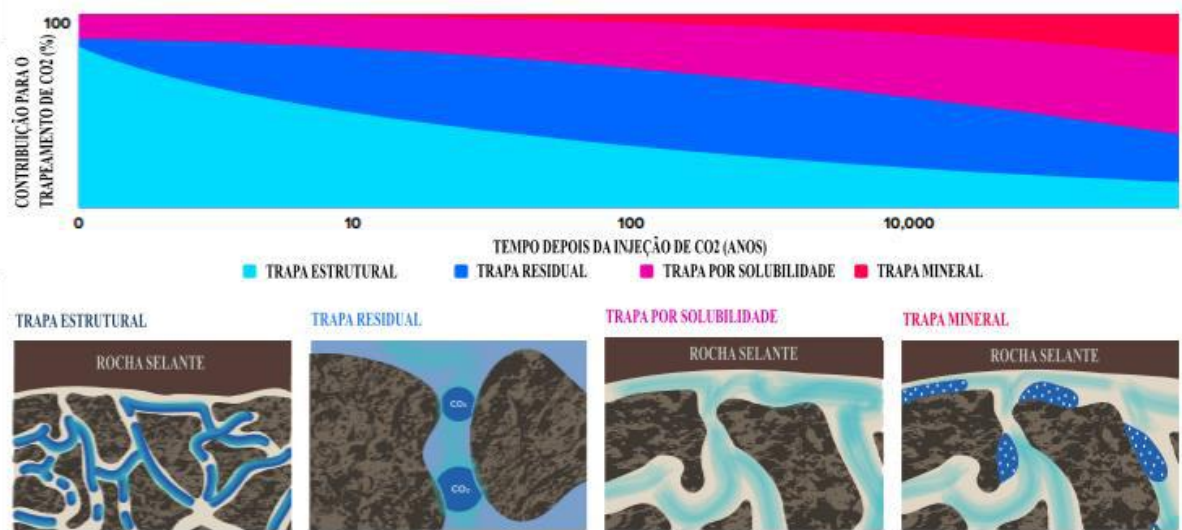 100
CONTRIBUIÇÃO PARA O
TRAPEAMENTO DE CO2 (%)
0 10 100 10,000
TEMPO DEPOIS DA INJEÇÃO DE CO2 (ANOS)
TRAPA ESTRUTURAL TRAPA RESIDUAL TRAPA POR SOLUBILIDADE TRAPA MINERAL
TRAPA ESTRUTURAL TRAPA RESIDUAL TRAPA POR SOLUBILIDADE TRAPA MINERAL
ROCHA SELANTE ROCHA SELANTE ROCHA SELANTE
CO₂
CO₂